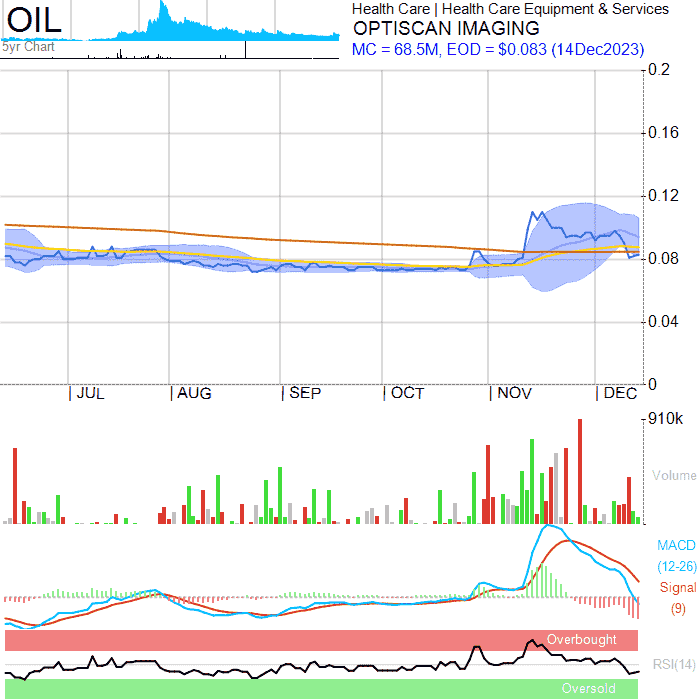 OIL
5yr Chart
Health Care | Health Care Equipment & Services
OPTISCAN IMAGING
MC = 68.5M, EOD = $0.083 (14Dec2023)
0.2
0.16
0.12
0.08
0.04
0
| JUL | AUG | SEP | OCT | NOV | DEC
910k
Volume
MACD
(12-26)
Signal
(9)
Overbought
RSI(14)
Oversold